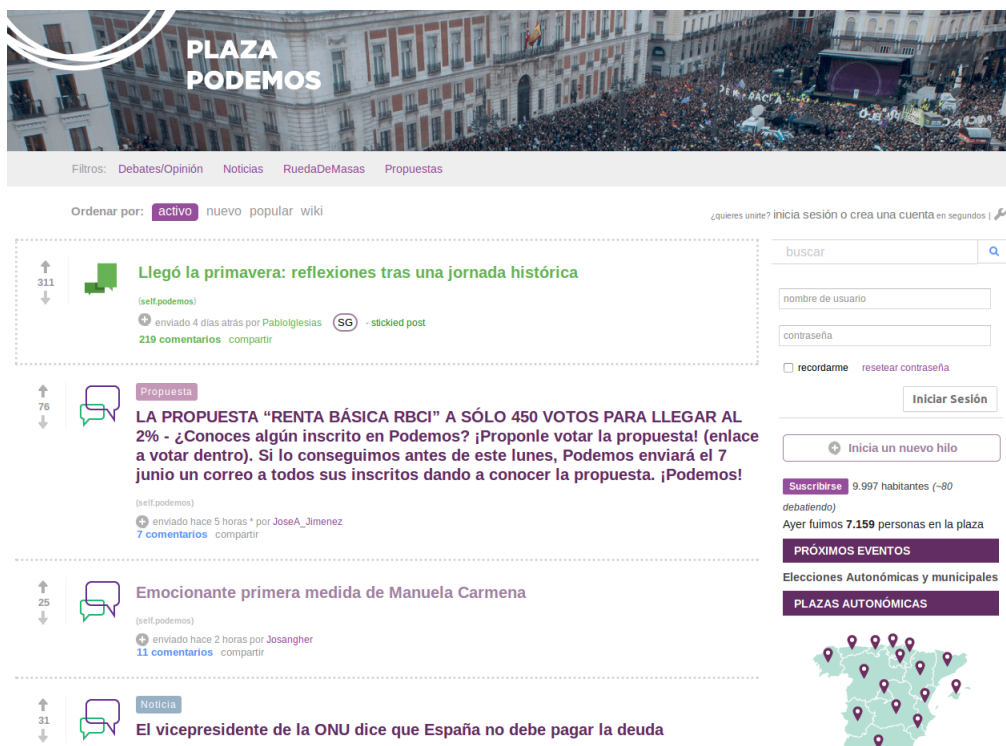 PLAZA
PODEMOS
Filtros: Debates/Opinión Noticias RuedaDeMasas Propuestas
Ordenar por: activo nuevo popular wiki
¿quieres unirte? inicia sesión o crea una cuenta en segundos |
311
Llegó la primavera: reflexiones tras una jornada histórica
(self.podemos)
enviado 4 días atrás por PabloIglesias SG - stickied post
219 comentarios compartir
76
Propuesta
LA PROPUESTA “RENTA BÁSICA RBCI” A SÓLO 450 VOTOS PARA LLEGAR AL
2% - ¿Conoces algún inscrito en Podemos? ¡Proponle votar la propuesta! (enlace
a votar dentro). Si lo conseguimos antes de este lunes, Podemos enviará el 7
junio un correo a todos sus inscritos dando a conocer la propuesta. ¡Podemos!
(self.podemos)
enviado hace 5 horas * por JoseA_Jimenez
7 comentarios compartir
25
Emocionante primera medida de Manuela Carmena
(self.podemos)
enviado hace 2 horas por Josangher
11 comentarios compartir
31
Noticia
El vicepresidente de la ONU dice que España no debe pagar la deuda
buscar
nombre de usuario
contraseña
recordarme resetear contraseña
Iniciar Sesión
Inicia un nuevo hilo
Suscribirse 9.997 habitantes (~80
debatiendo)
Ayer fuimos 7.159 personas en la plaza
PRÓXIMOS EVENTOS
Elecciones Autonómicas y municipales
PLAZAS AUTONÓMICAS